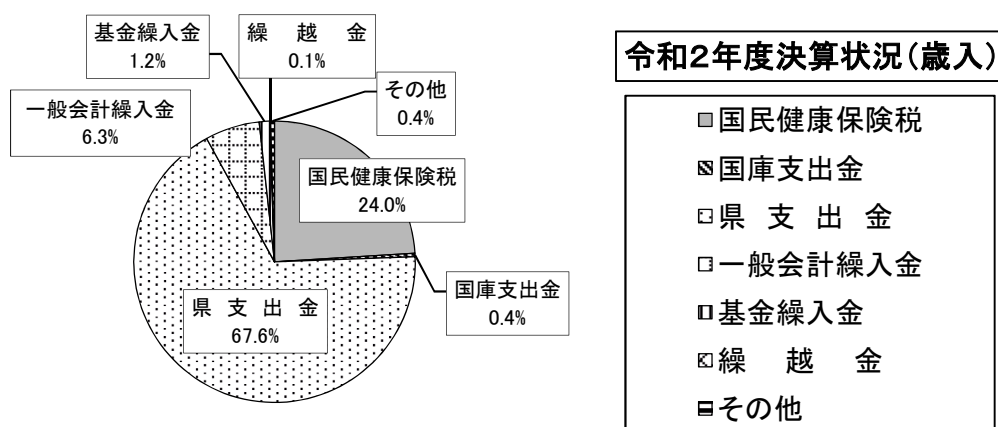 基金繰入金
1.2%
繰　越　金
0.1%
その他
0.4%
一般会計繰入金
6.3%
国民健康保険税
24.0%
国庫支出金
0.4%
県　支　出　金
67.6%
令和2年度決算状況(歳入)
国民健康保険税
国庫支出金
県　支　出　金
一般会計繰入金
基金繰入金
繰　越　金
その他